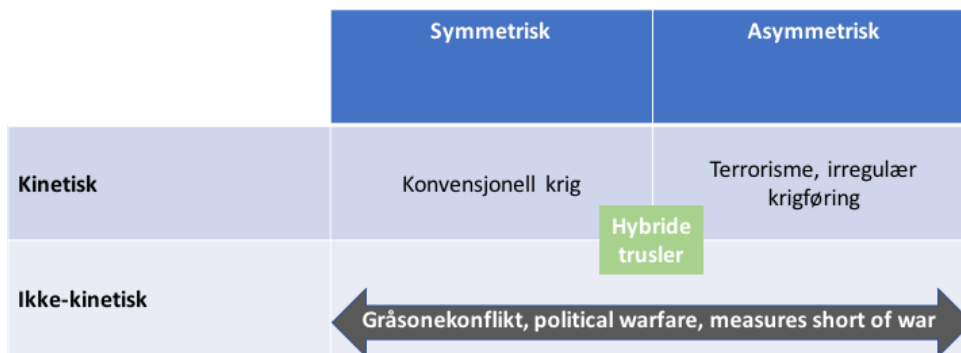 Symmetrisk
Asymmetrisk
Kinetisk
Konvensjonell krig
Terrorisme, irregulær
krigføring
Hybride
trusler
Ikke-kinetisk
Gråsonekonflikt, political warfare, measures short of war